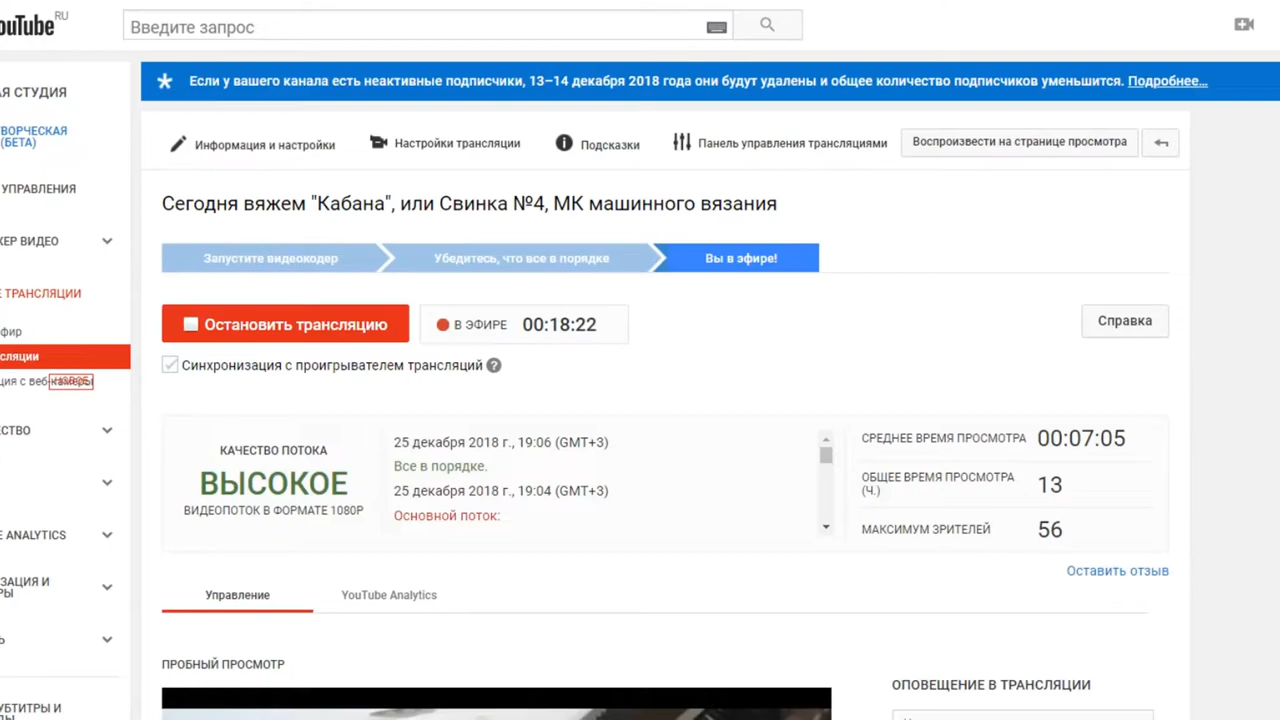 ouTube RU
Введите запрос
Если у вашего канала есть неактивные подписчики, 13–14 декабря 2018 года они будут удалены и общее количество подписчиков уменьшится. Подробнее...
АЯ СТУДИЯ
ТВОРЧЕСКАЯ
(БЕТА)
УПРАВЛЕНИЯ
КЕР ВИДЕО
Е ТРАНСЛЯЦИИ
эфир
сляции
ция с веб-камеры
ЕСТВО
E ANALYTICS
ЗАЦИЯ И
РЫ
Ь
УБТИТРЫ И
Информация и настройки
Настройки трансляции
Подсказки
Панель управления трансляциями
Воспроизвести на странице просмотра
Сегодня вяжем "Кабана", или Свинка №4, МК машинного вязания
Запустите видеокодер
Убедитесь, что все в порядке
Вы в эфире!
Остановить трансляцию
В ЭФИРЕ 00:18:22
Справка
Синхронизация с проигрывателем трансляций ?
КАЧЕСТВО ПОТОКА
ВЫСОКОЕ
ВИДЕОПОТОК В ФОРМАТЕ 1080P
25 декабря 2018 г., 19:06 (GMT+3)
Все в порядке.
25 декабря 2018 г., 19:04 (GMT+3)
Основной поток:
СРЕДНЕЕ ВРЕМЯ ПРОСМОТРА 00:07:05
ОБЩЕЕ ВРЕМЯ ПРОСМОТРА
(Ч.) 13
МАКСИМУМ ЗРИТЕЛЕЙ 56
Оставить отзыв
Управление
YouTube Analytics
ПРОБНЫЙ ПРОСМОТР
ОПОВЕЩЕНИЕ В ТРАНСЛЯЦИИ